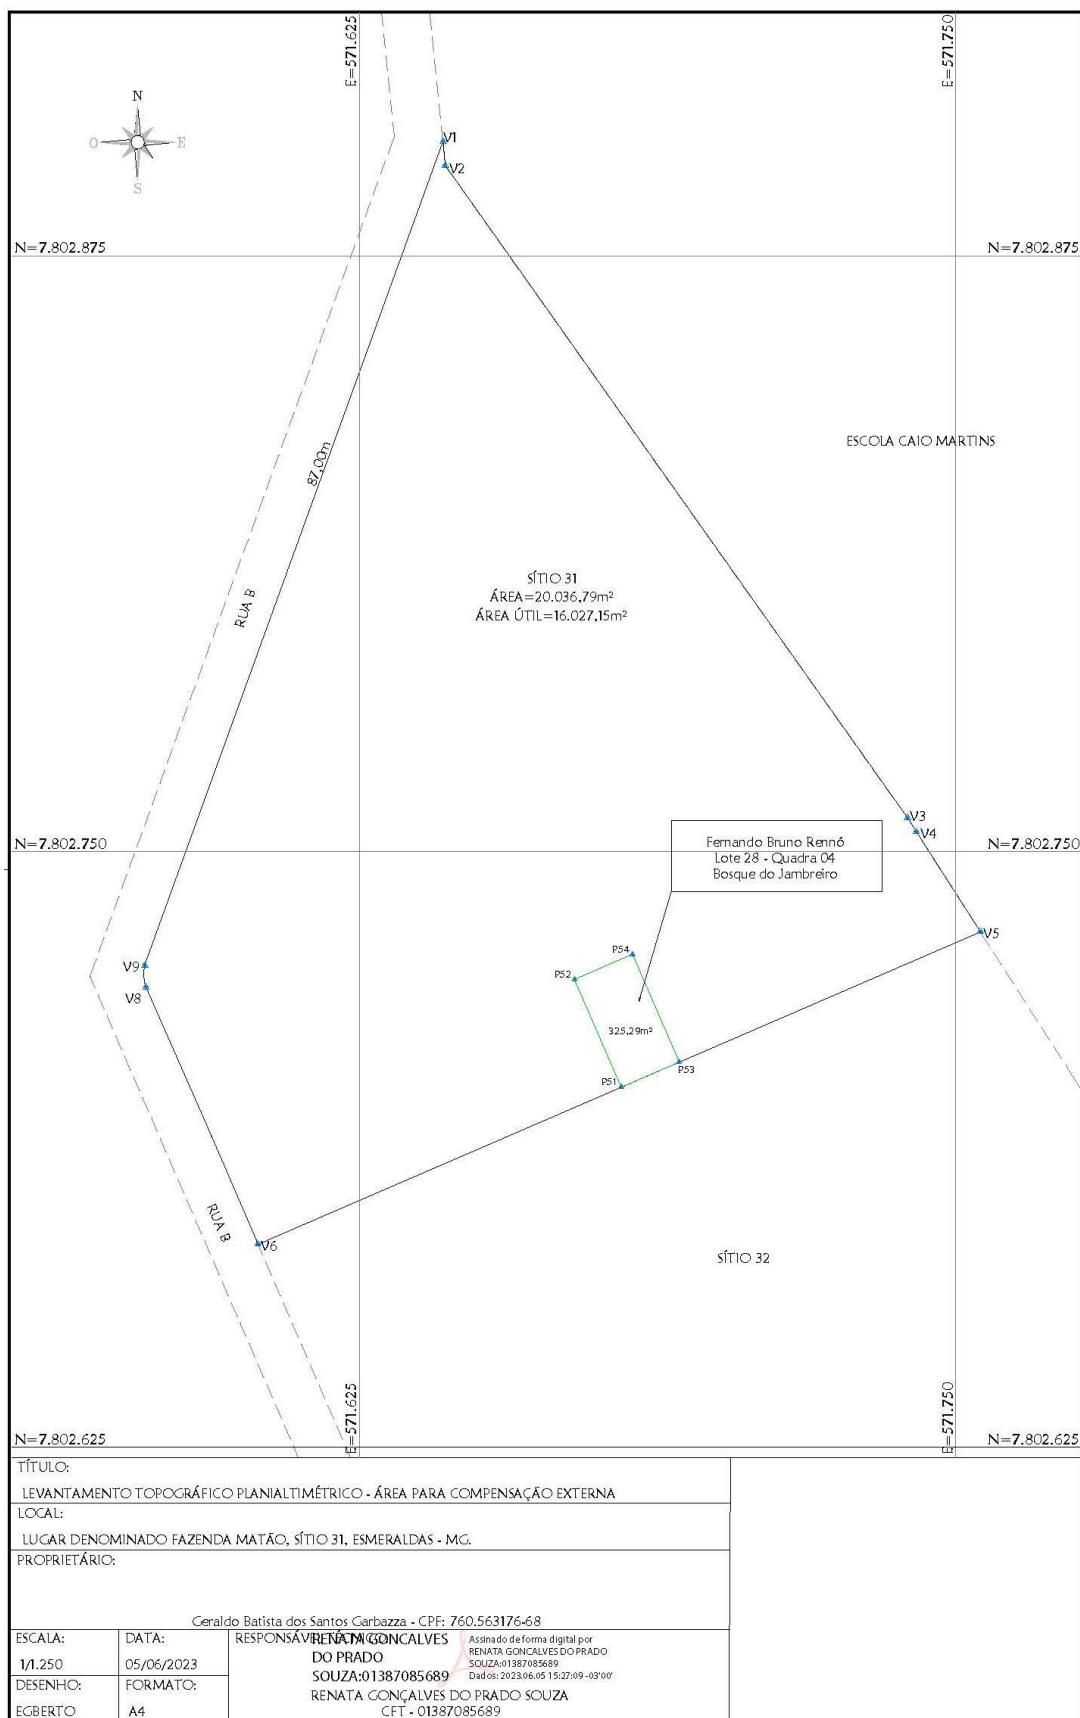 E=571.625
E=571.750
N
O
E
S
V1
V2
N=7.802.875
N=7.802.875
ESCOLA CAIO MARTINS
87,00m
SÍTIO 31
ÁREA=20.036,79m²
ÁREA ÚTIL=16.027,15m²
RUA B
V3
V4
N=7.802.750
N=7.802.750
Fernando Bruno Rennó
Lote 28 - Quadra 04
Bosque do Jambreiro
V5
P54
V9
P52
V8
325,29m²
P53
P51
RUA B
V6
SÍTIO 32
E=571.625
E=571.750
N=7.802.625
N=7.802.625
TÍTULO:
LEVANTAMENTO TOPOGRÁFICO PLANIALTIMÉTRICO - ÁREA PARA COMPENSAÇÃO EXTERNA
LOCAL:
LUGAR DENOMINADO FAZENDA MATÃO, SÍTIO 31, ESMERALDAS - MG.
PROPRIETÁRIO:
Geraldo Batista dos Santos Garbazza - CPF: 760.563176-68
ESCALA:
1/1.250
DATA:
05/06/2023
DESENHO:
EGBERTO
FORMATO:
A4
RESPONSÁVEL TÉCNICO:
RENATA GONCALVES
DO PRADO
SOUZA:01387085689
Assinado de forma digital por
RENATA GONCALVES DO PRADO
SOUZA:01387085689
Dados: 2023.06.05 15:27:09 -03'00'
RENATA GONÇALVES DO PRADO SOUZA
CFT - 01387085689